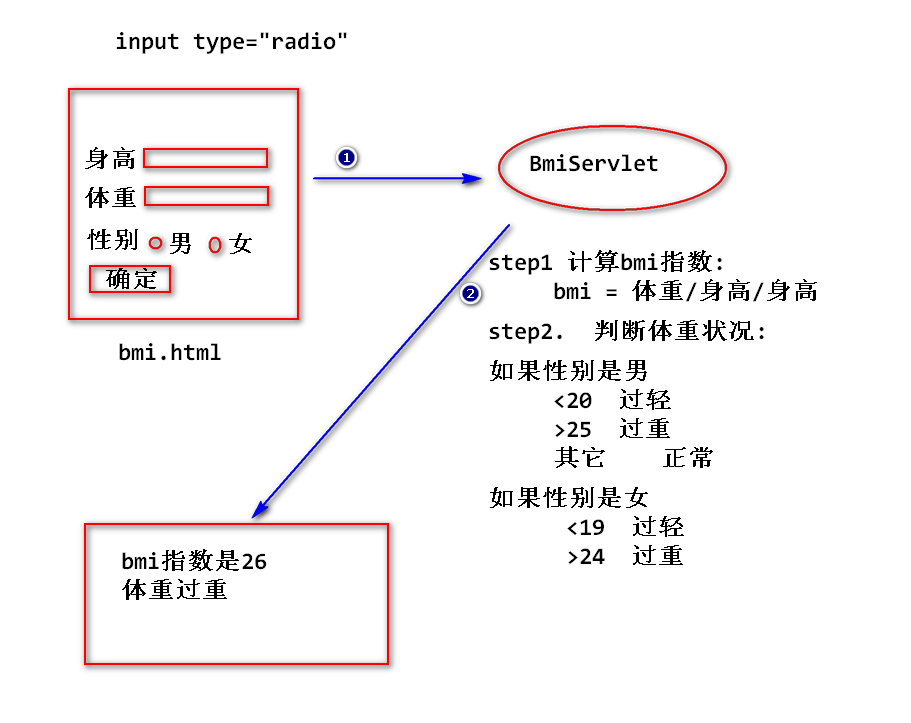 input type="radio"
身高
体重
性别 男 女
确定
bmi.html
1
BmiServlet
2
step1 计算bmi指数:
bmi = 体重/身高/身高
step2. 判断体重状况:
如果性别是男
<20 过轻
>25 过重
其它 正常
如果性别是女
<19 过轻
>24 过重
bmi指数是26
体重过重